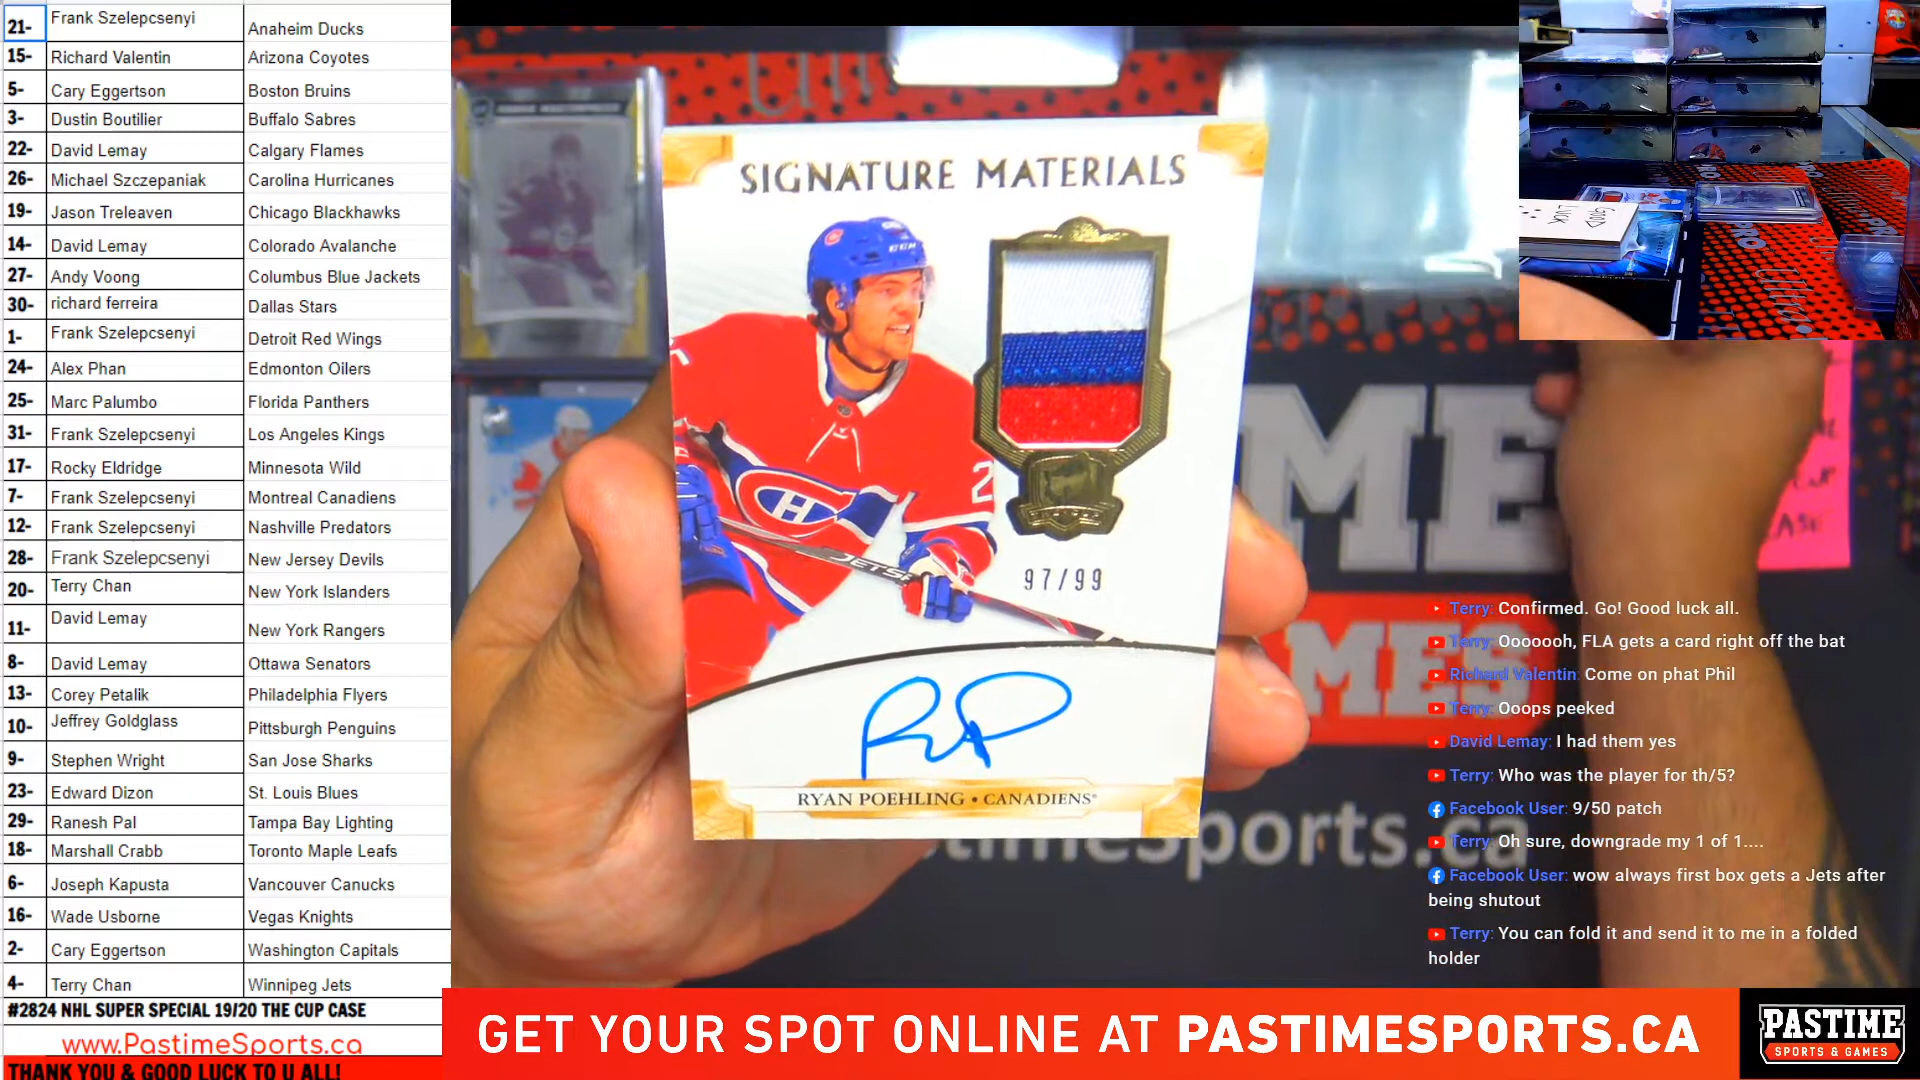 21- Frank Szelepcsenyi Anaheim Ducks
15- Richard Valentin Arizona Coyotes
5- Cary Eggertson Boston Bruins
3- Dustin Boutilier Buffalo Sabres
22- David Lemay Calgary Flames
26- Michael Szczepaniak Carolina Hurricanes
19- Jason Treleaven Chicago Blackhawks
14- David Lemay Colorado Avalanche
27- Andy Voong Columbus Blue Jackets
30- richard ferreira Dallas Stars
1- Frank Szelepcsenyi Detroit Red Wings
24- Alex Phan Edmonton Oilers
25- Marc Palumbo Florida Panthers
31- Frank Szelepcsenyi Los Angeles Kings
17- Rocky Eldridge Minnesota Wild
7- Frank Szelepcsenyi Montreal Canadiens
12- Frank Szelepcsenyi Nashville Predators
28- Frank Szelepcsenyi New Jersey Devils
20- Terry Chan New York Islanders
11- David Lemay New York Rangers
8- David Lemay Ottawa Senators
13- Corey Petalik Philadelphia Flyers
10- Jeffrey Goldglass Pittsburgh Penguins
9- Stephen Wright San Jose Sharks
23- Edward Dizon St. Louis Blues
29- Ranesh Pal Tampa Bay Lighting
18- Marshall Crabb Toronto Maple Leafs
6- Joseph Kapusta Vancouver Canucks
16- Wade Usborne Vegas Knights
2- Cary Eggertson Washington Capitals
4- Terry Chan Winnipeg Jets
#2824 NHL SUPER SPECIAL 19/20 THE CUP CASE
www.PastimeSports.ca
THANK YOU & GOOD LUCK TO U ALL!
SIGNATURE MATERIALS
CCM
2
JETSP
97/99
RP
RYAN POEHLING • CANADIENS
GOOD
LUCK
PRO
Ultra
ME
MES
timesports.ca
Terry: Confirmed. Go! Good luck all.
Terry: Ooooooh, FLA gets a card right off the bat
Richard Valentin: Come on phat Phil
Terry: Ooops peeked
David Lemay: I had them yes
Terry: Who was the player for th/5?
Facebook User: 9/50 patch
Terry: Oh sure, downgrade my 1 of 1....
Facebook User: wow always first box gets a Jets after
being shutout
Terry: You can fold it and send it to me in a folded
holder
GET YOUR SPOT ONLINE AT PASTIMESPORTS.CA
PASTIME
SPORTS & GAMES